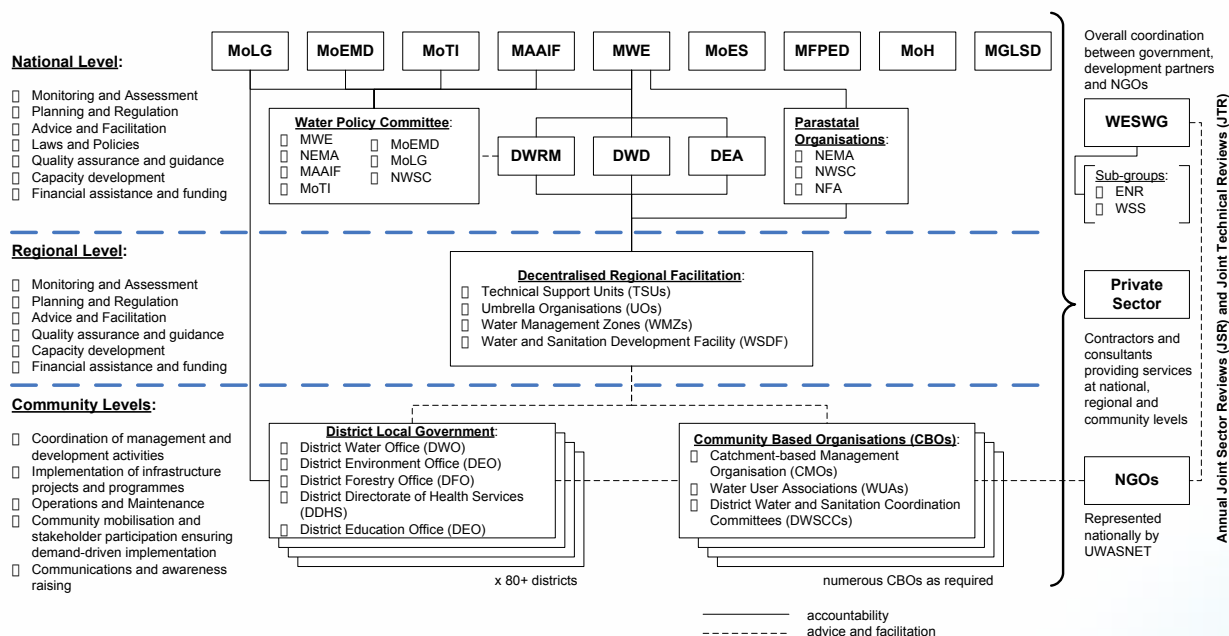 MoLG
MoEMD
MoTI
MAAIF
MWE
MoES
MFPED
MoH
MGLSD
National Level:
Monitoring and Assessment
Planning and Regulation
Advice and Facilitation
Laws and Policies
Quality assurance and guidance
Capacity development
Financial assistance and funding
Water Policy Committee:
MWE
NEMA
MAAIF
MoTI
MoEMD
MoLG
NWSC
DWRM
DWD
DEA
Parastatal
Organisations:
NEMA
NWSC
NFA
Regional Level:
Monitoring and Assessment
Planning and Regulation
Advice and Facilitation
Quality assurance and guidance
Capacity development
Financial assistance and funding
Decentralised Regional Facilitation:
Technical Support Units (TSUs)
Umbrella Organisations (UOs)
Water Management Zones (WMZs)
Water and Sanitation Development Facility (WSDF)
Community Levels:
Coordination of management and
development activities
Implementation of infrastructure
projects and programmes
Operations and Maintenance
Community mobilisation and
stakeholder participation ensuring
demand-driven implementation
Communications and awareness
raising
District Local Government:
District Water Office (DWO)
District Environment Office (DEO)
District Forestry Office (DFO)
District Directorate of Health Services
(DDHS)
District Education Office (DEO)
x 80+ districts
Community Based Organisations (CBOs):
Catchment-based Management
Organisation (CMOs)
Water User Associations (WUAs)
District Water and Sanitation Coordination
Committees (DWSCCs)
numerous CBOs as required
accountability
advice and facilitation
Overall coordination
between government,
development partners
and NGOs
WESWG
Sub-groups:
ENR
WSS
Private
Sector
Contractors and
consultants
providing services
at national,
regional and
community levels
NGOs
Represented
nationally by
UWASNET
Annual Joint Sector Reviews (JSR) and Joint Technical Reviews (JTR)